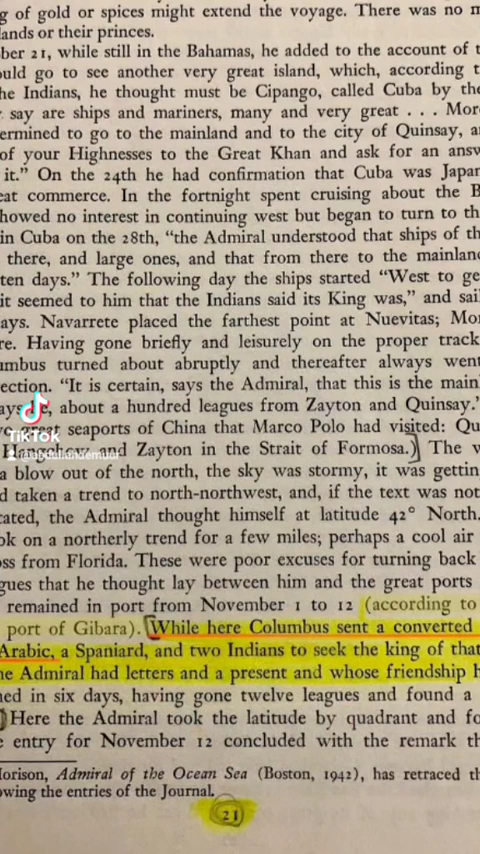 g of gold or spices might extend the voyage. There was no m
lands or their princes.
ber 21, while still in the Bahamas, he added to the account of t
ould go to see another very great island, which, according t
he Indians, he thought must be Cipango, called Cuba by the
say are ships and mariners, many and very great . . . Mor
ermined to go to the mainland and to the city of Quinsay, a
of your Highnesses to the Great Khan and ask for an answ
it." On the 24th he had confirmation that Cuba was Japan
eat commerce. In the fortnight spent cruising about the B
howed no interest in continuing west but began to turn to th
in Cuba on the 28th, "the Admiral understood that ships of th
there, and large ones, and that from there to the mainland
ten days." The following day the ships started "West to ge
it seemed to him that the Indians said its King was," and sai
ays. Navarrete placed the farthest point at Nuevitas; Mor
re. Having gone briefly and leisurely on the proper track
umbus turned about abruptly and thereafter always went
ection. "It is certain, says the Admiral, that this is the main
ays he, about a hundred leagues from Zayton and Quinsay."
great seaports of China that Marco Polo had visited: Qu
TikTok
and Zayton in the Strait of Formosa.) The w
a blow out of the north, the sky was stormy, it was gettin
d taken a trend to north-northwest, and, if the text was not
cated, the Admiral thought himself at latitude 42° North.
ok on a northerly trend for a few miles; perhaps a cool air
oss from Florida. These were poor excuses for turning back
gues that he thought lay between him and the great ports
remained in port from November 1 to 12 (according to
port of Gibara). While here Columbus sent a converted
Arabic, a Spaniard, and two Indians to seek the king of that
he Admiral had letters and a present and whose friendship h
ned in six days, having gone twelve leagues and found a
Here the Admiral took the latitude by quadrant and fo
e entry for November 12 concluded with the remark th
Morison, Admiral of the Ocean Sea (Boston, 1942), has retraced th
owing the entries of the Journal.
21